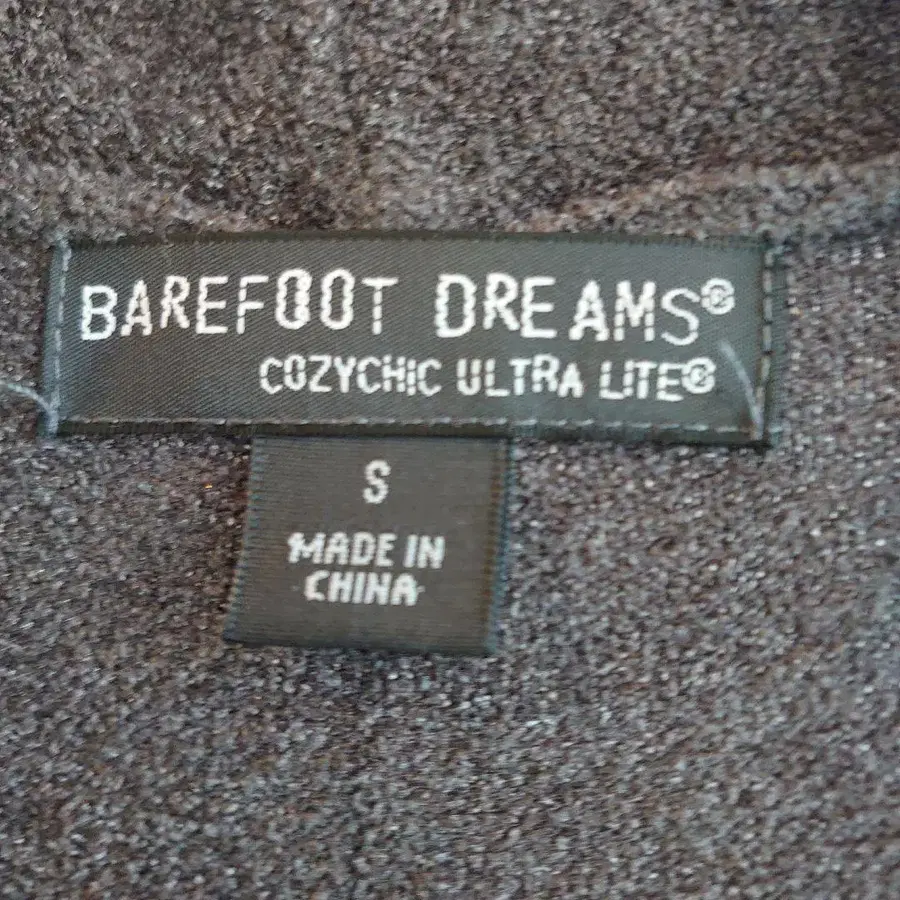 BAREFOOT DREAMS®
COZYCHIC ULTRA LITE®
S
MADE IN
CHINA